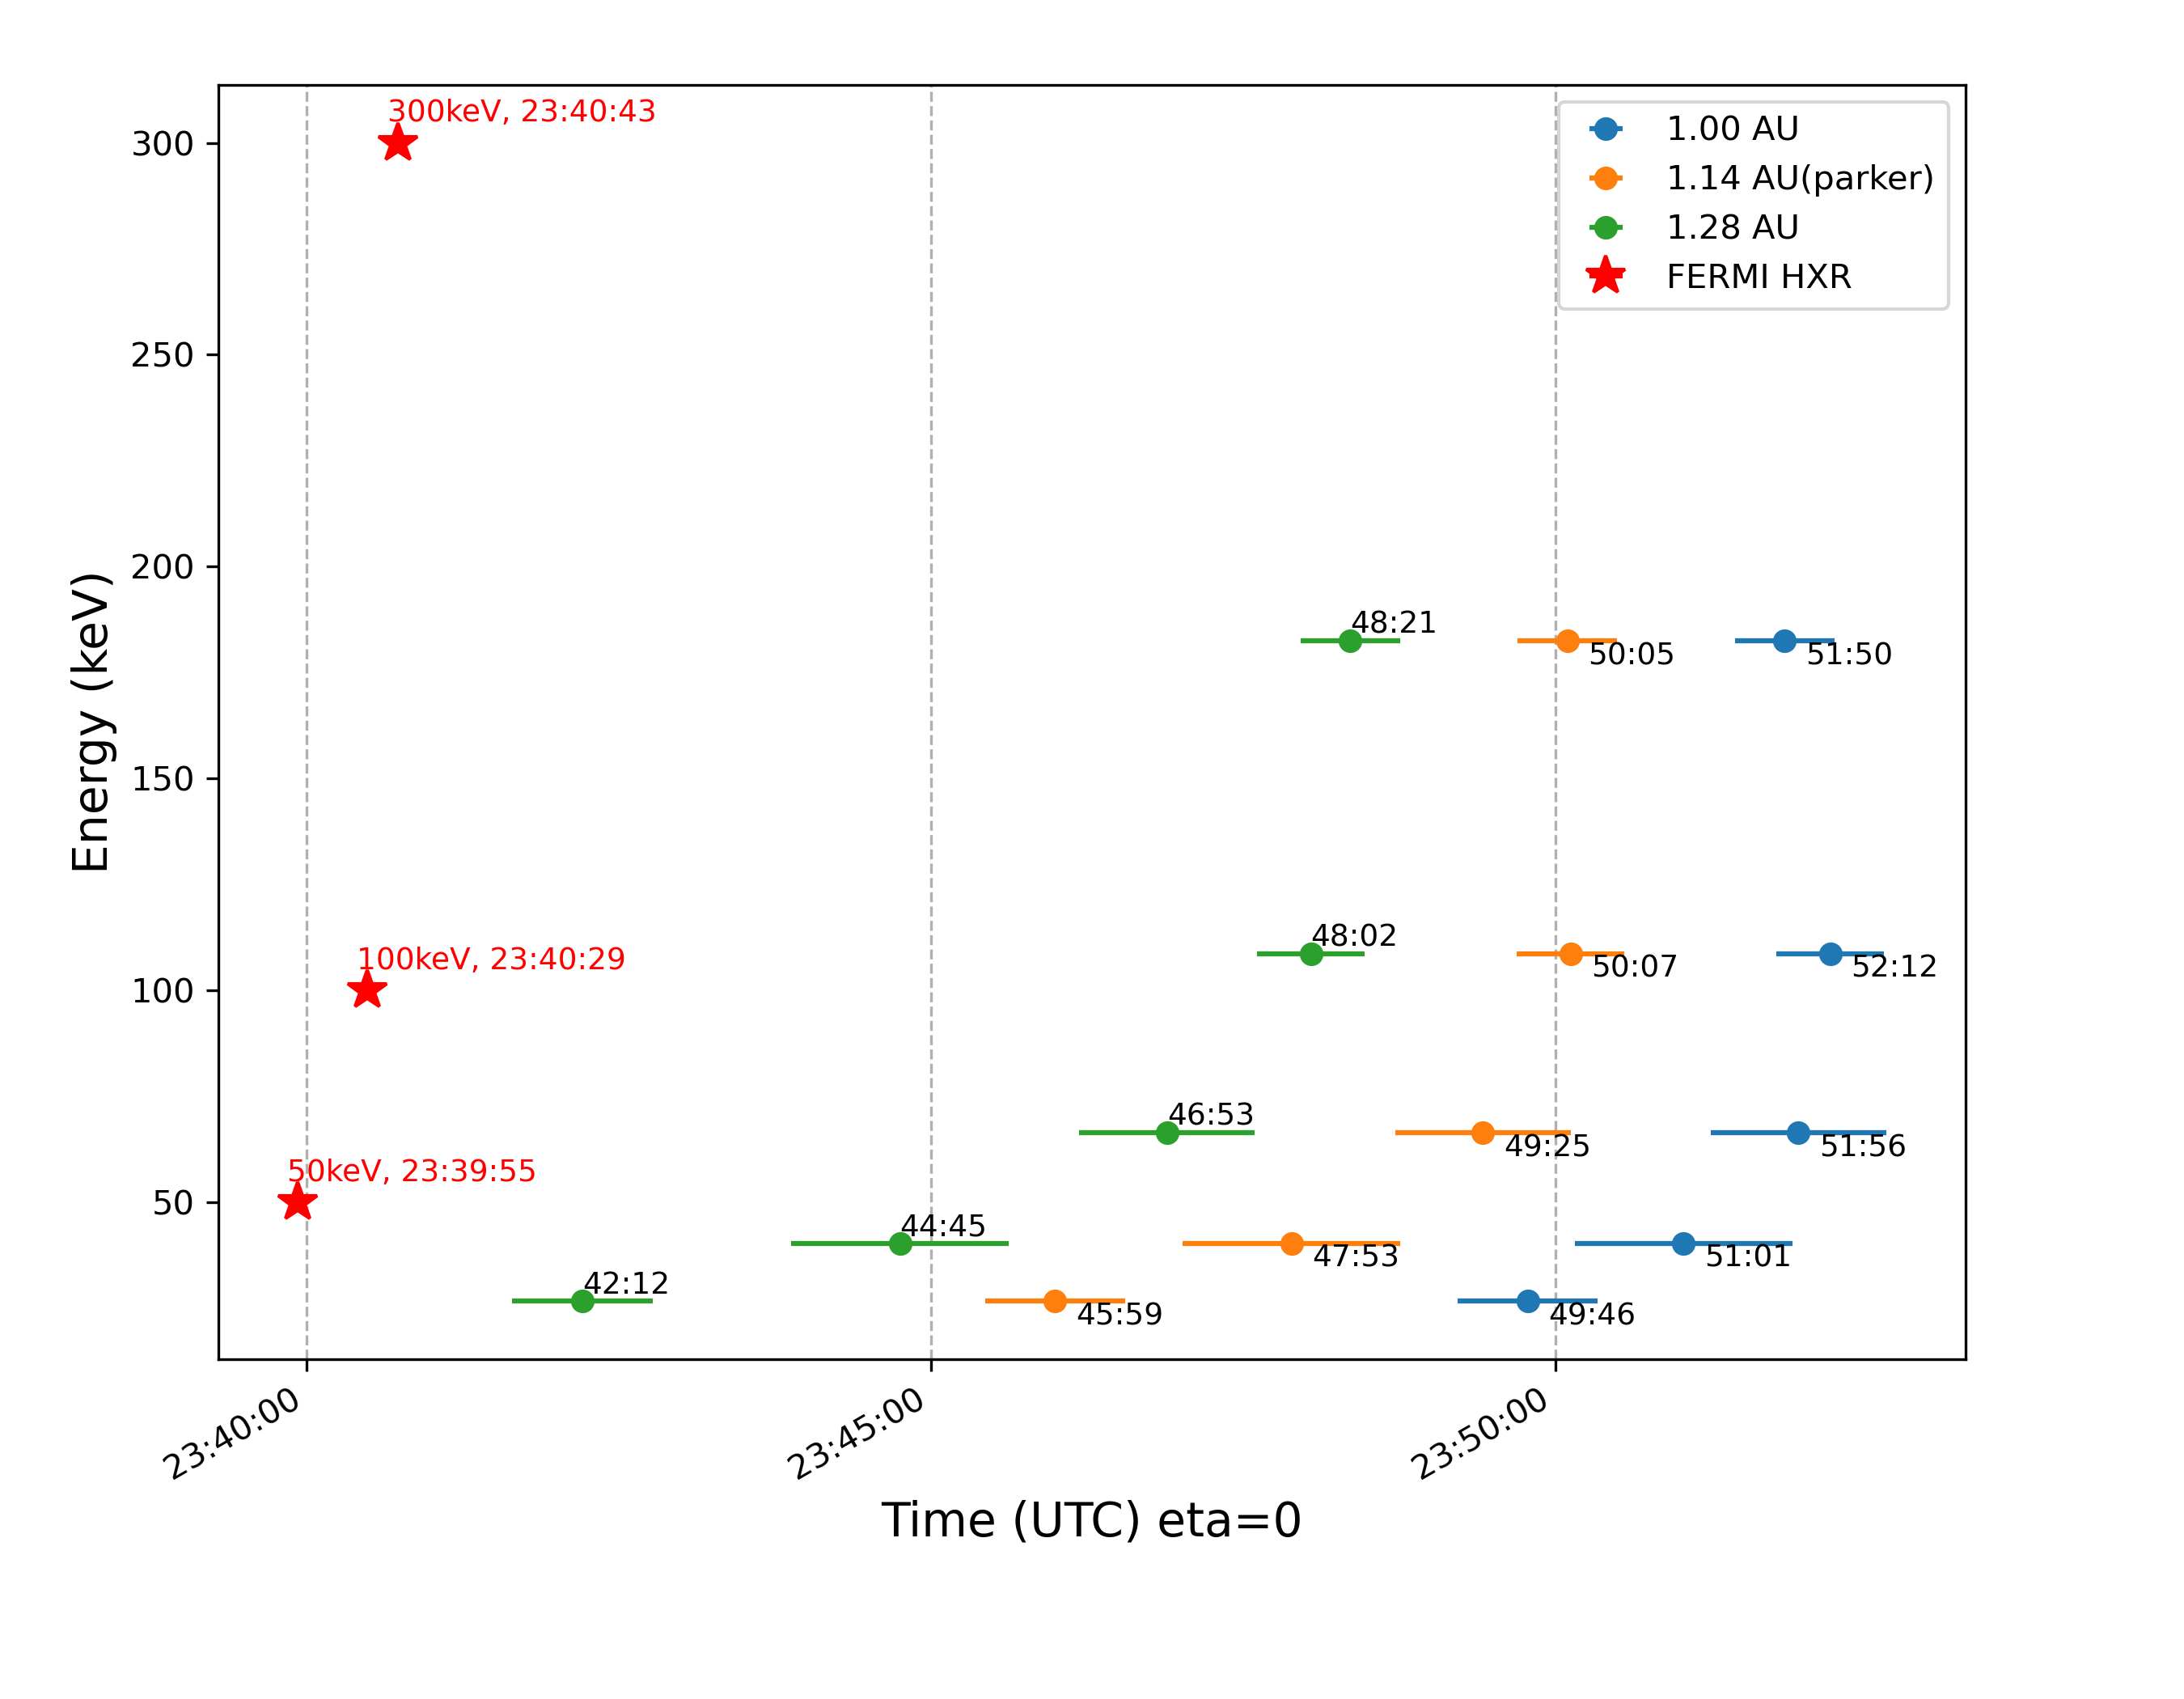 300keV, 23:40:43
1.00 AU
1.14 AU(parker)
1.28 AU
FERMI HXR
300
250
200
150
100
50
Energy (keV)
48:21
50:05
51:50
48:02
50:07
52:12
100keV, 23:40:29
46:53
49:25
51:56
50keV, 23:39:55
44:45
47:53
51:01
42:12
45:59
49:46
23:40:00
23:45:00
23:50:00
Time (UTC) eta=0